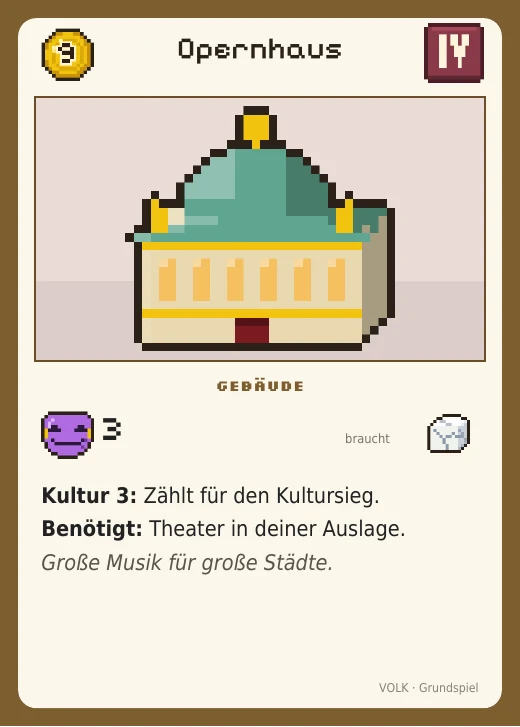 9 Opernhaus IV
GEBÄUDE
3 braucht
Kultur 3: Zählt für den Kultursieg.
Benötigt: Theater in deiner Auslage.
Große Musik für große Städte.
VOLK · Grundspiel